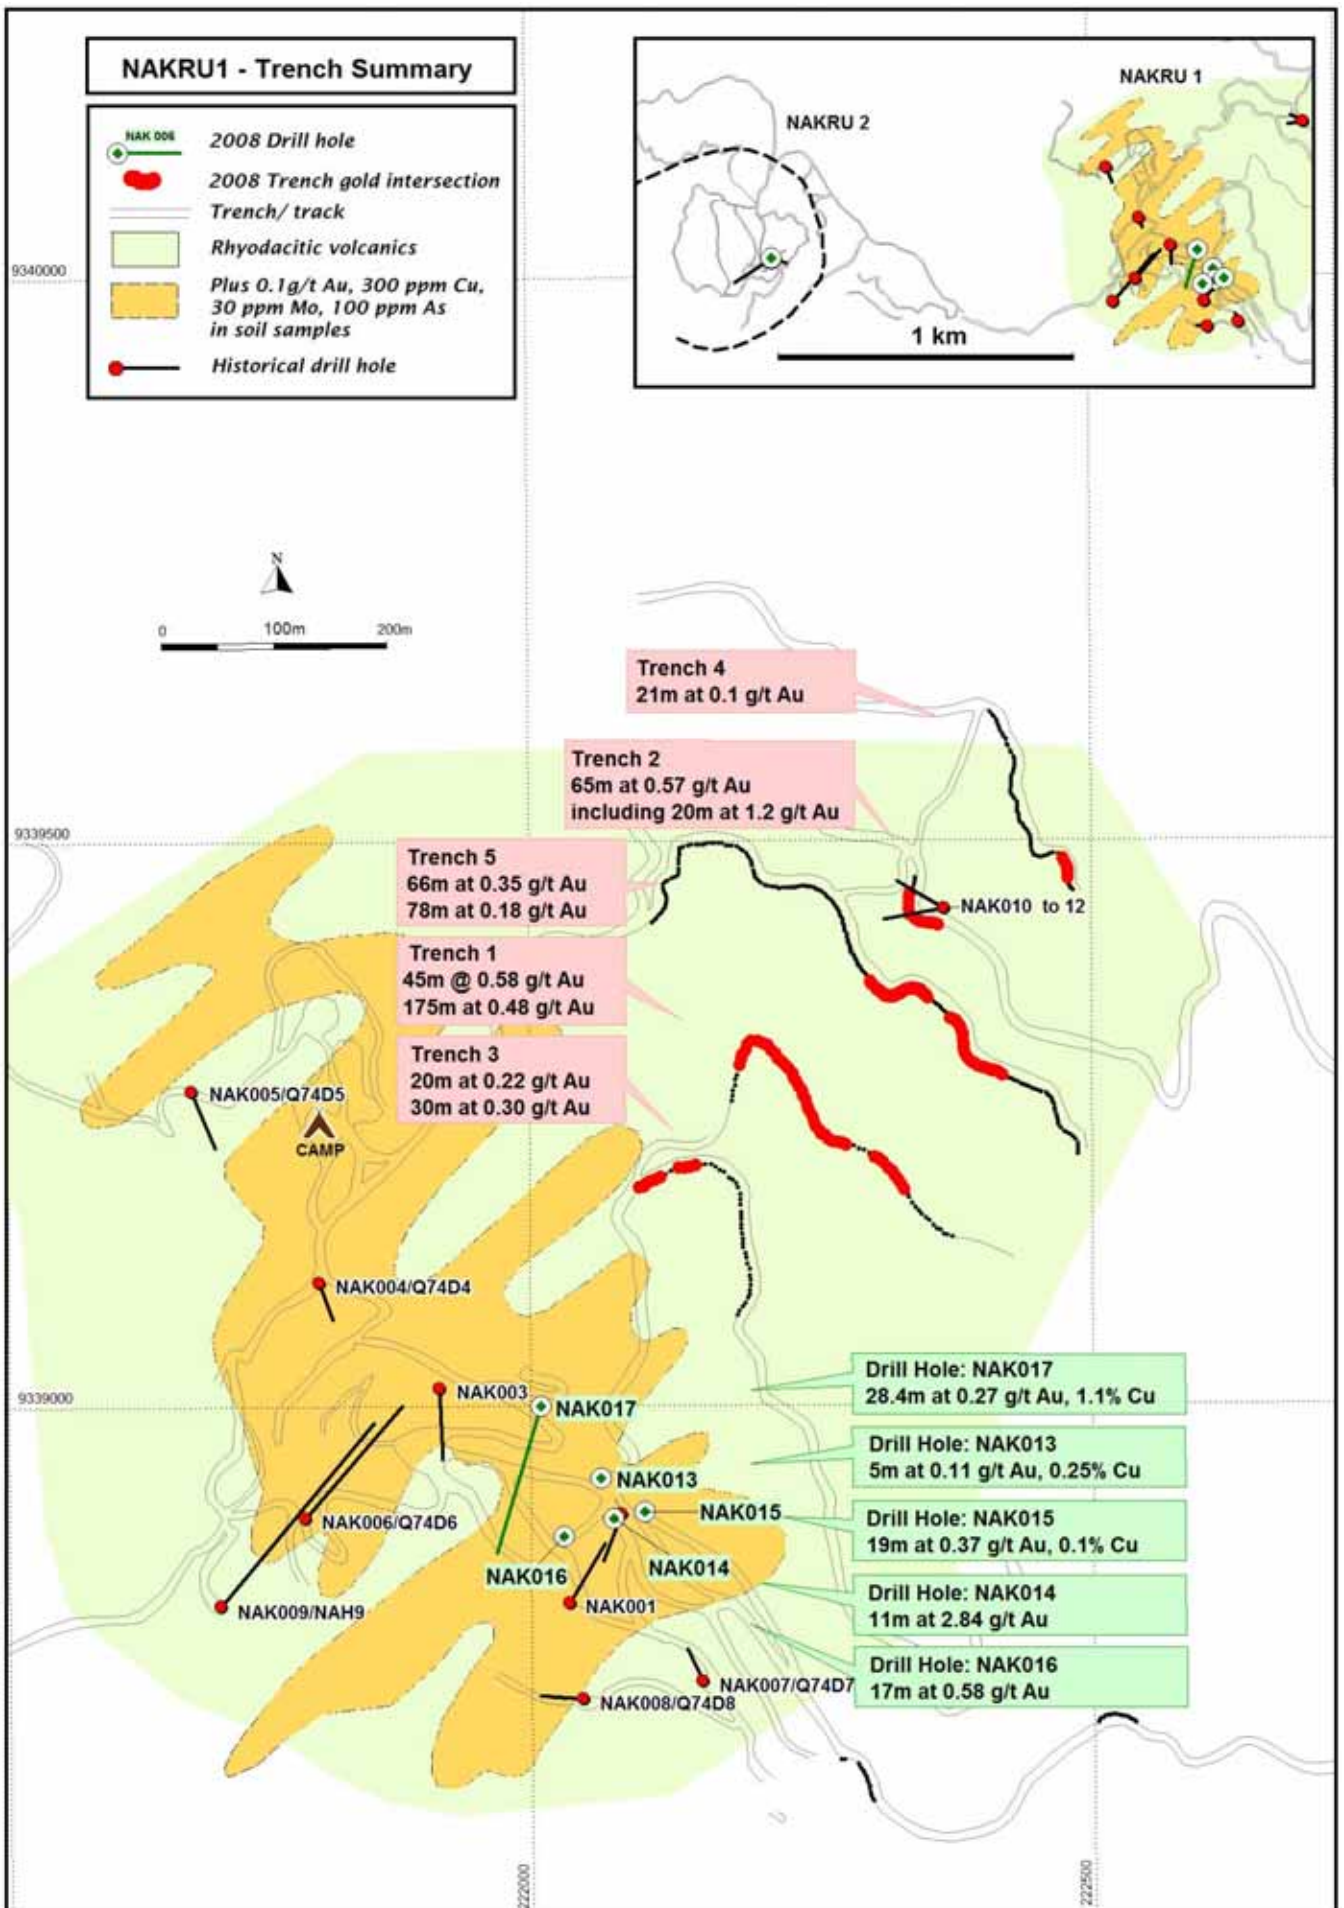 NAKRU1 - Trench Summary
NAK 006
2008 Drill hole
2008 Trench gold intersection
Trench/ track
Rhyodacitic volcanics
Plus 0.1g/t Au, 300 ppm Cu,
30 ppm Mo, 100 ppm As
in soil samples
Historical drill hole
NAKRU 1
NAKRU 2
1 km
9340000
N
0 100m 200m
Trench 4
21m at 0.1 g/t Au
Trench 2
65m at 0.57 g/t Au
including 20m at 1.2 g/t Au
9339500
Trench 5
66m at 0.35 g/t Au
78m at 0.18 g/t Au
NAK010 to 12
Trench 1
45m @ 0.58 g/t Au
175m at 0.48 g/t Au
Trench 3
20m at 0.22 g/t Au
30m at 0.30 g/t Au
NAK005/Q74D5
CAMP
NAK004/Q74D4
9339000
NAK003
NAK017
Drill Hole: NAK017
28.4m at 0.27 g/t Au, 1.1% Cu
NAK013
Drill Hole: NAK013
5m at 0.11 g/t Au, 0.25% Cu
NAK015
NAK006/Q74D6
Drill Hole: NAK015
19m at 0.37 g/t Au, 0.1% Cu
NAK016
NAK014
NAK009/NAH9
NAK001
Drill Hole: NAK014
11m at 2.84 g/t Au
Drill Hole: NAK016
17m at 0.58 g/t Au
NAK007/Q74D7
NAK008/Q74D8
?
222000
222500